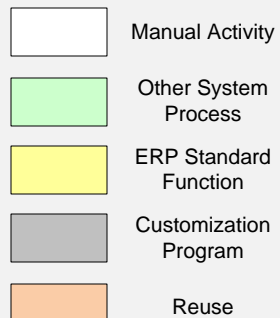 Manual Activity
Other System
Process
ERP Standard
Function
Customization
Program
Reuse